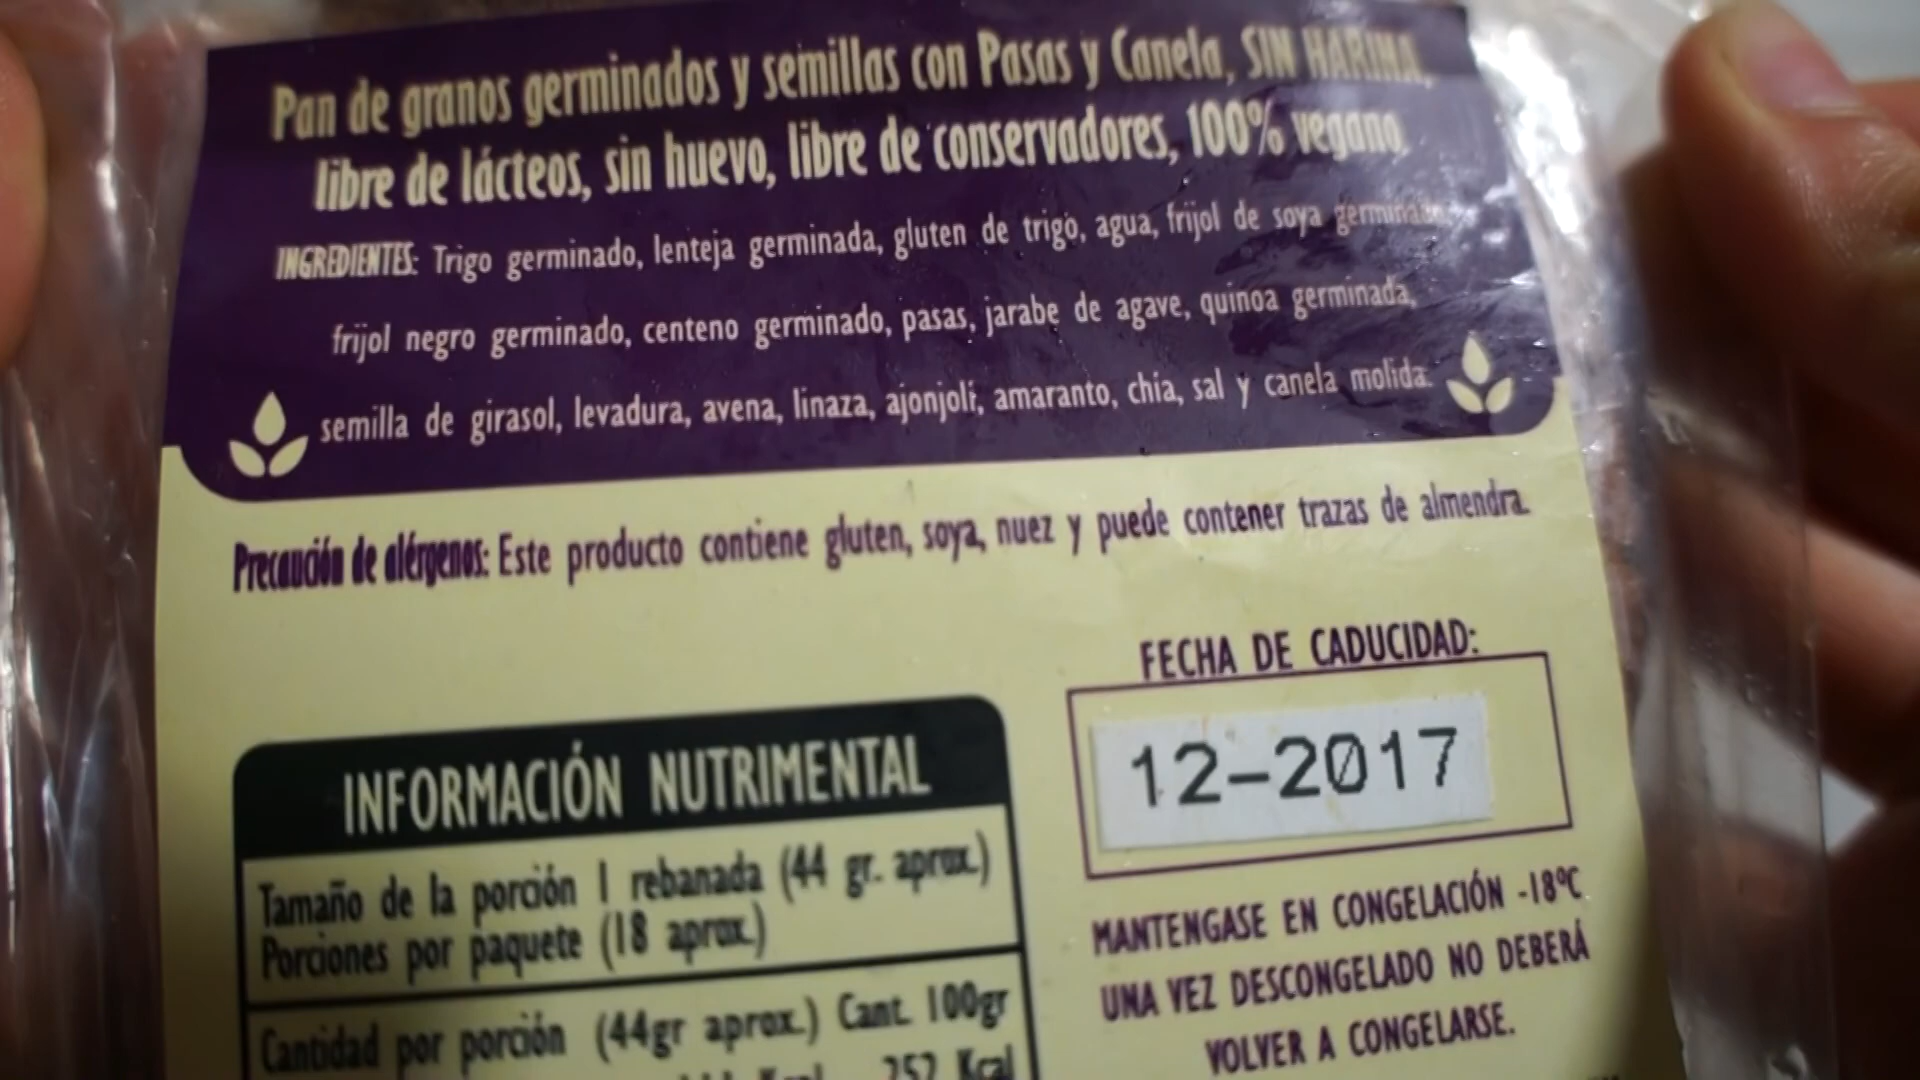 Pan de granos germinados y semillas con Pasas y Canela, SIN HARINA,
libre de lácteos, sin huevo, libre de conservadores, 100% vegano
INGREDIENTES: Trigo germinado, lenteja germinada, gluten de trigo, agua, frijol de soya
frijol negro germinado, centeno germinado, pasas, jarabe de agave, quinoa germinada,
semilla de girasol, levadura, avena, linaza, ajonjolí, amaranto, chia, sal y canela molida.
Precaución de alérgenos: Este producto contiene gluten, soya, nuez y puede contener trazas de almendra.
FECHA DE CADUCIDAD:
12-2017
MANTENGASE EN CONGELACIÓN -18°C
UNA VEZ DESCONGELADO NO DEBERÁ
VOLVER A CONGELARSE.
INFORMACIÓN NUTRIMENTAL
Tamaño de la porción 1 rebanada (44 gr. aprox.)
Porciones por paquete (18 aprox.)
Cantidad por porción (44gr aprox.) Cant. 100gr
252 Kcal